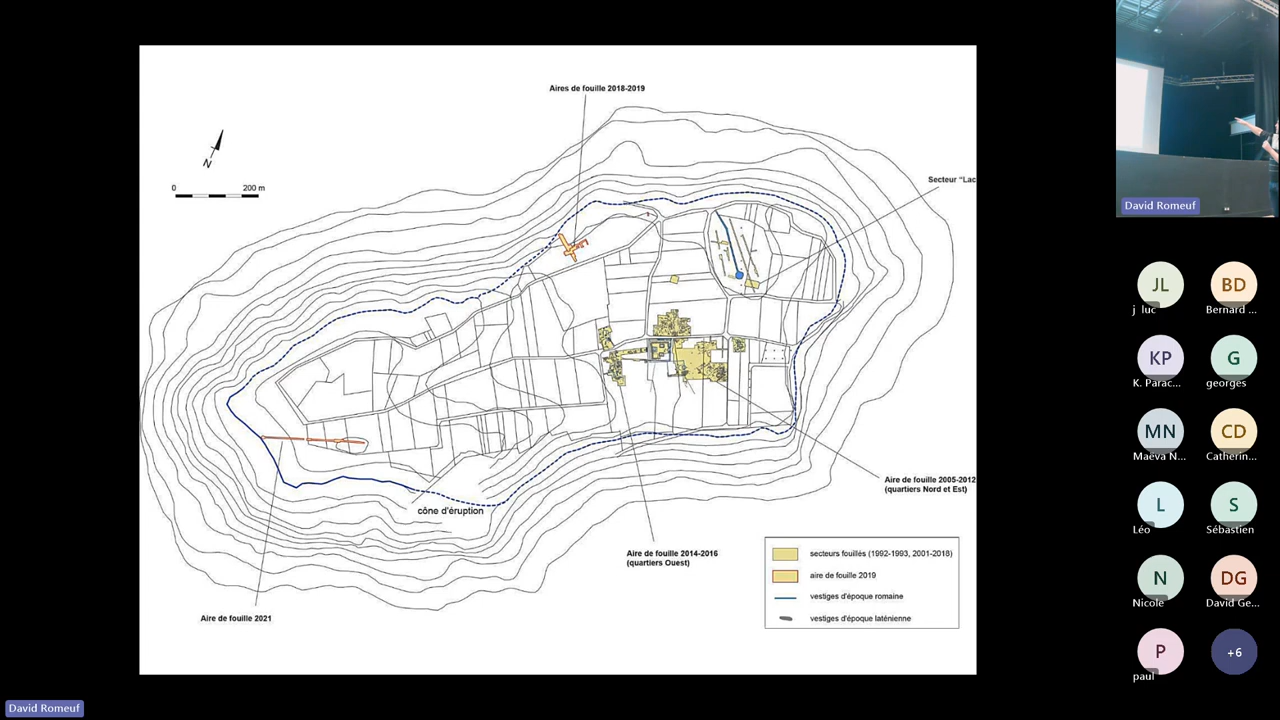 Aires de fouille 2018-2019
N
0 200 m
Secteur "Lac
cône d'éruption
Aire de fouille 2005-2012
(quartiers Nord et Est)
Aire de fouille 2014-2016
(quartiers Ouest)
Aire de fouille 2021
secteurs fouillés (1992-1993, 2001-2018)
aire de fouille 2019
vestiges d'époque romaine
vestiges d'époque laténienne
David Romeuf
JL
j luc
BD
Bernard ...
KP
K. Parac...
G
georges
MN
Maëva N...
CD
Catherin...
L
Léo
S
Sébastien
N
Nicole
DG
David Ge...
P
paul
+6
David Romeuf